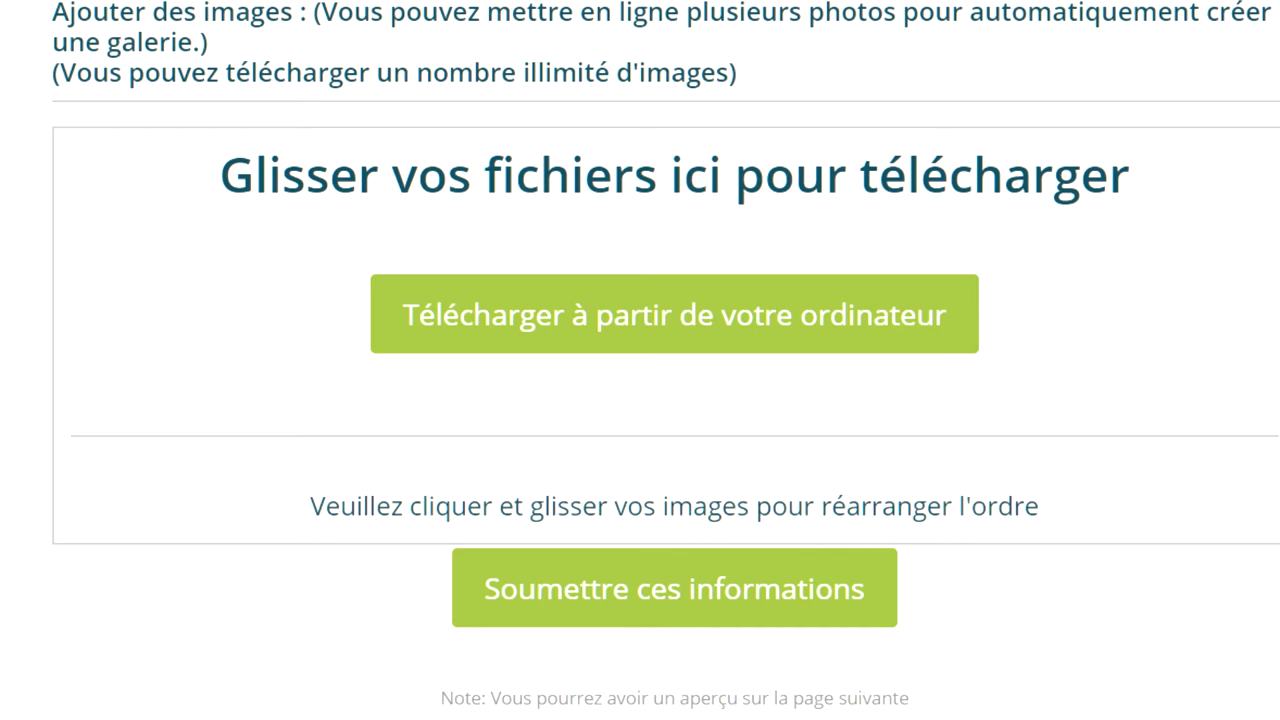 Ajouter des images : (Vous pouvez mettre en ligne plusieurs photos pour automatiquement créer
une galerie.)
(Vous pouvez télécharger un nombre illimité d'images)
Glisser vos fichiers ici pour télécharger
Télécharger à partir de votre ordinateur
Veuillez cliquer et glisser vos images pour réarranger l'ordre
Soumettre ces informations
Note: Vous pourrez avoir un aperçu sur la page suivante